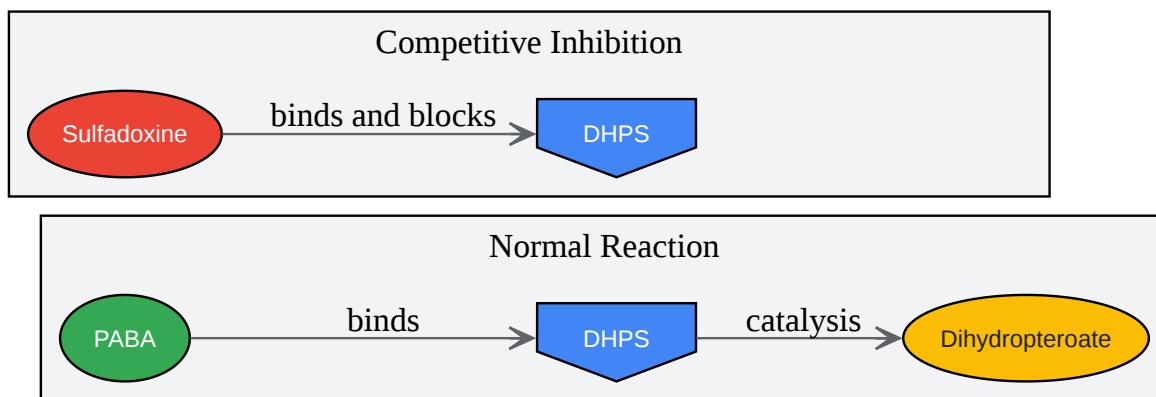 Competitive Inhibition
Sulfadoxine
binds and blocks
DHPS
Normal Reaction
PABA
binds
DHPS
catalysis
Dihydropteroate